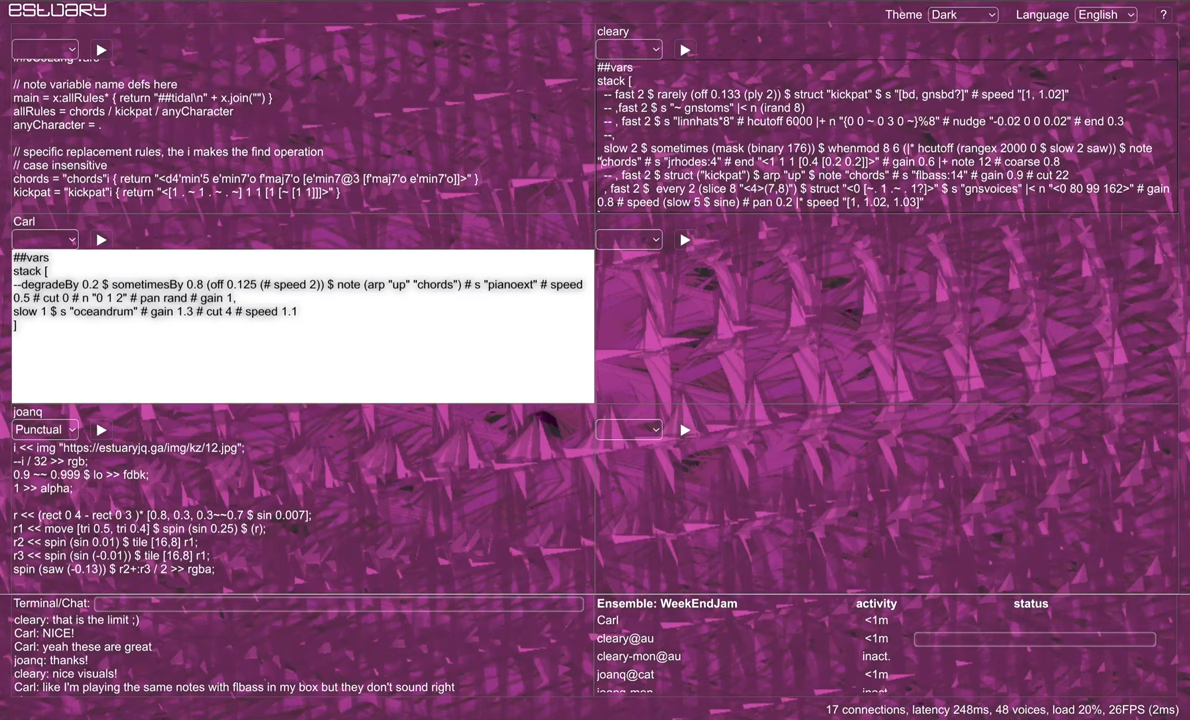 estuary
Theme Dark Language English ?
// note variable name defs here
main = x:allRules* { return "##tidal\n" + x.join("") }
allRules = chords / kickpat / anyCharacter
anyCharacter = .
// specific replacement rules, the i makes the find operation
// case insensitive
chords = "chords"i { return "<d4'min'5 e'min7'o f'maj7'o [e'min7@3 [f'maj7'o e'min7'o]]>" }
kickpat = "kickpat"i { return "<[1 . ~ 1 . ~ . ~] 1 1 [1 [~ [1 1]]]>" }
cleary
##vars
stack [
-- fast 2 $ rarely (off 0.133 (ply 2)) $ struct "kickpat" $ s "[bd, gnsbd?]" # speed "[1, 1.02]"
-- ,fast 2 $ s "~ gnstoms" |< n (irand 8)
-- , fast 2 $ s "linnhats*8" # hcutoff 6000 |+ n "{0 0 ~ 0 3 0 ~}%8" # nudge "-0.02 0 0 0.02" # end 0.3
--,
slow 2 $ sometimes (mask (binary 176)) $ whenmod 8 6 (|* hcutoff (rangex 2000 0 $ slow 2 saw)) $ note
"chords" # s "jrhodes:4" # end "<1 1 1 [0.4 [0.2 0.2]]>" # gain 0.6 |+ note 12 # coarse 0.8
-- , fast 2 $ struct ("kickpat") $ arp "up" $ note "chords" # s "flbass:14" # gain 0.9 # cut 22
, fast 2 $ every 2 (slice 8 "<4>(7,8)") $ struct "<0 [~. 1 .~ . 1?]>" $ s "gnsvoices" |< n "<0 80 99 162>" # gain
0.8 # speed (slow 5 $ sine) # pan 0.2 |* speed "[1, 1.02, 1.03]"
Carl
##vars
stack [
--degradeBy 0.2 $ sometimesBy 0.8 (off 0.125 (# speed 2)) $ note (arp "up" "chords") # s "pianoext" # speed
0.5 # cut 0 # n "0 1 2" # pan rand # gain 1,
slow 1 $ s "oceandrum" # gain 1.3 # cut 4 # speed 1.1
]
joanq
Punctual
i << img "https://estuaryjq.ga/img/kz/12.jpg";
--i / 32 >> rgb;
0.9 ~~ 0.999 $ lo >> fdbk;
1 >> alpha;
r << (rect 0 4 - rect 0 3 )* [0.8, 0.3, 0.3~~0.7 $ sin 0.007];
r1 << move [tri 0.5, tri 0.4] $ spin (sin 0.25) $ (r);
r2 << spin (sin 0.01) $ tile [16,8] r1;
r3 << spin (sin (-0.01)) $ tile [16,8] r1;
spin (saw (-0.13)) $ r2+:r3 / 2 >> rgba;
Terminal/Chat:
cleary: that is the limit ;)
Carl: NICE!
Carl: yeah these are great
joanq: thanks!
cleary: nice visuals!
Carl: like I'm playing the same notes with flbass in my box but they don't sound right
Ensemble: WeekEndJam activity status
Carl <1m
cleary@au <1m
cleary-mon@au inact.
joanq@cat <1m
17 connections, latency 248ms, 48 voices, load 20%, 26FPS (2ms)